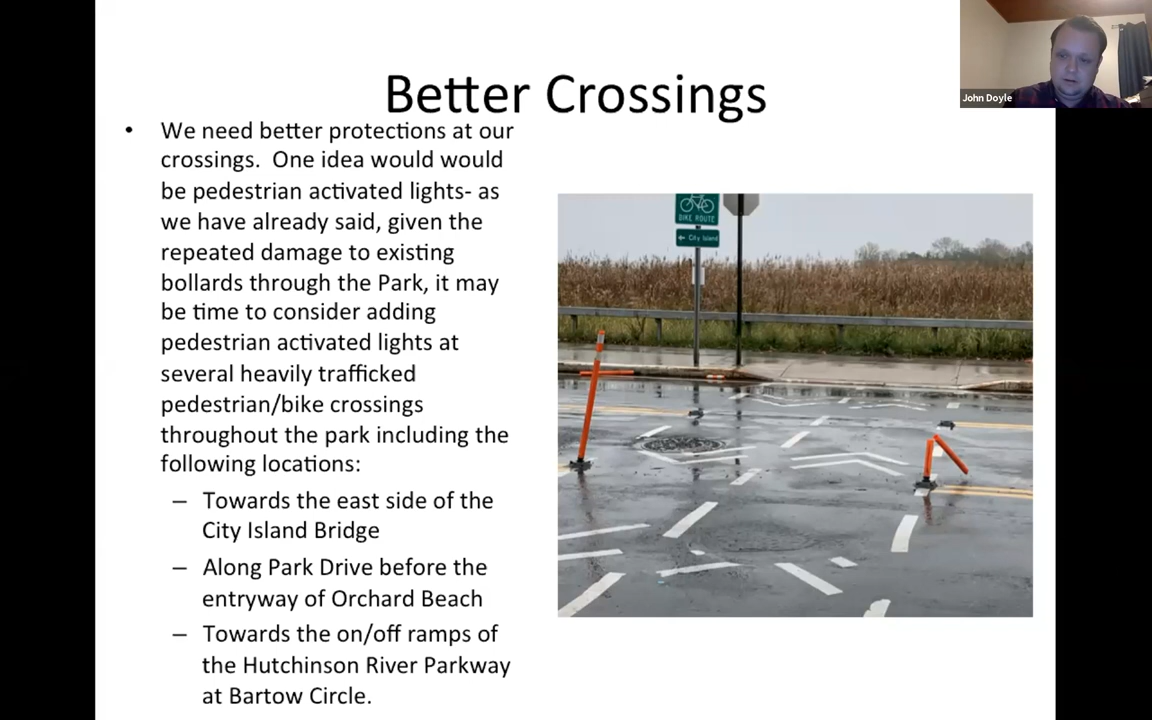 Better Crossings
John Doyle
• We need better protections at our
crossings.  One idea would would
be pedestrian activated lights- as
we have already said, given the
repeated damage to existing
bollards through the Park, it may
be time to consider adding
pedestrian activated lights at
several heavily trafficked
pedestrian/bike crossings
throughout the park including the
following locations:
– Towards the east side of the
City Island Bridge
– Along Park Drive before the
entryway of Orchard Beach
– Towards the on/off ramps of
the Hutchinson River Parkway
at Bartow Circle.
BIKE ROUTE
← City Island